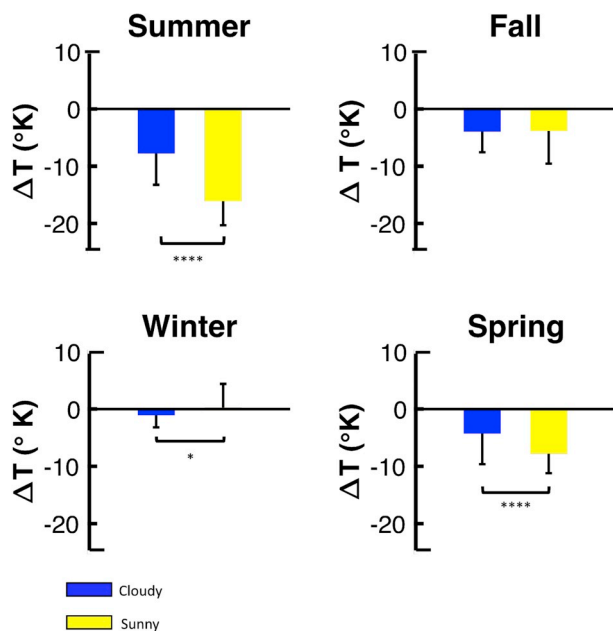 Summer
10
0
-10
-20
ΔT (°K)
****
Fall
10
0
-10
-20
Δ T (°K)
Winter
10
0
-10
-20
ΔT (° K)
*
Spring
10
0
-10
-20
ΔT (°K)
****
Cloudy
Sunny